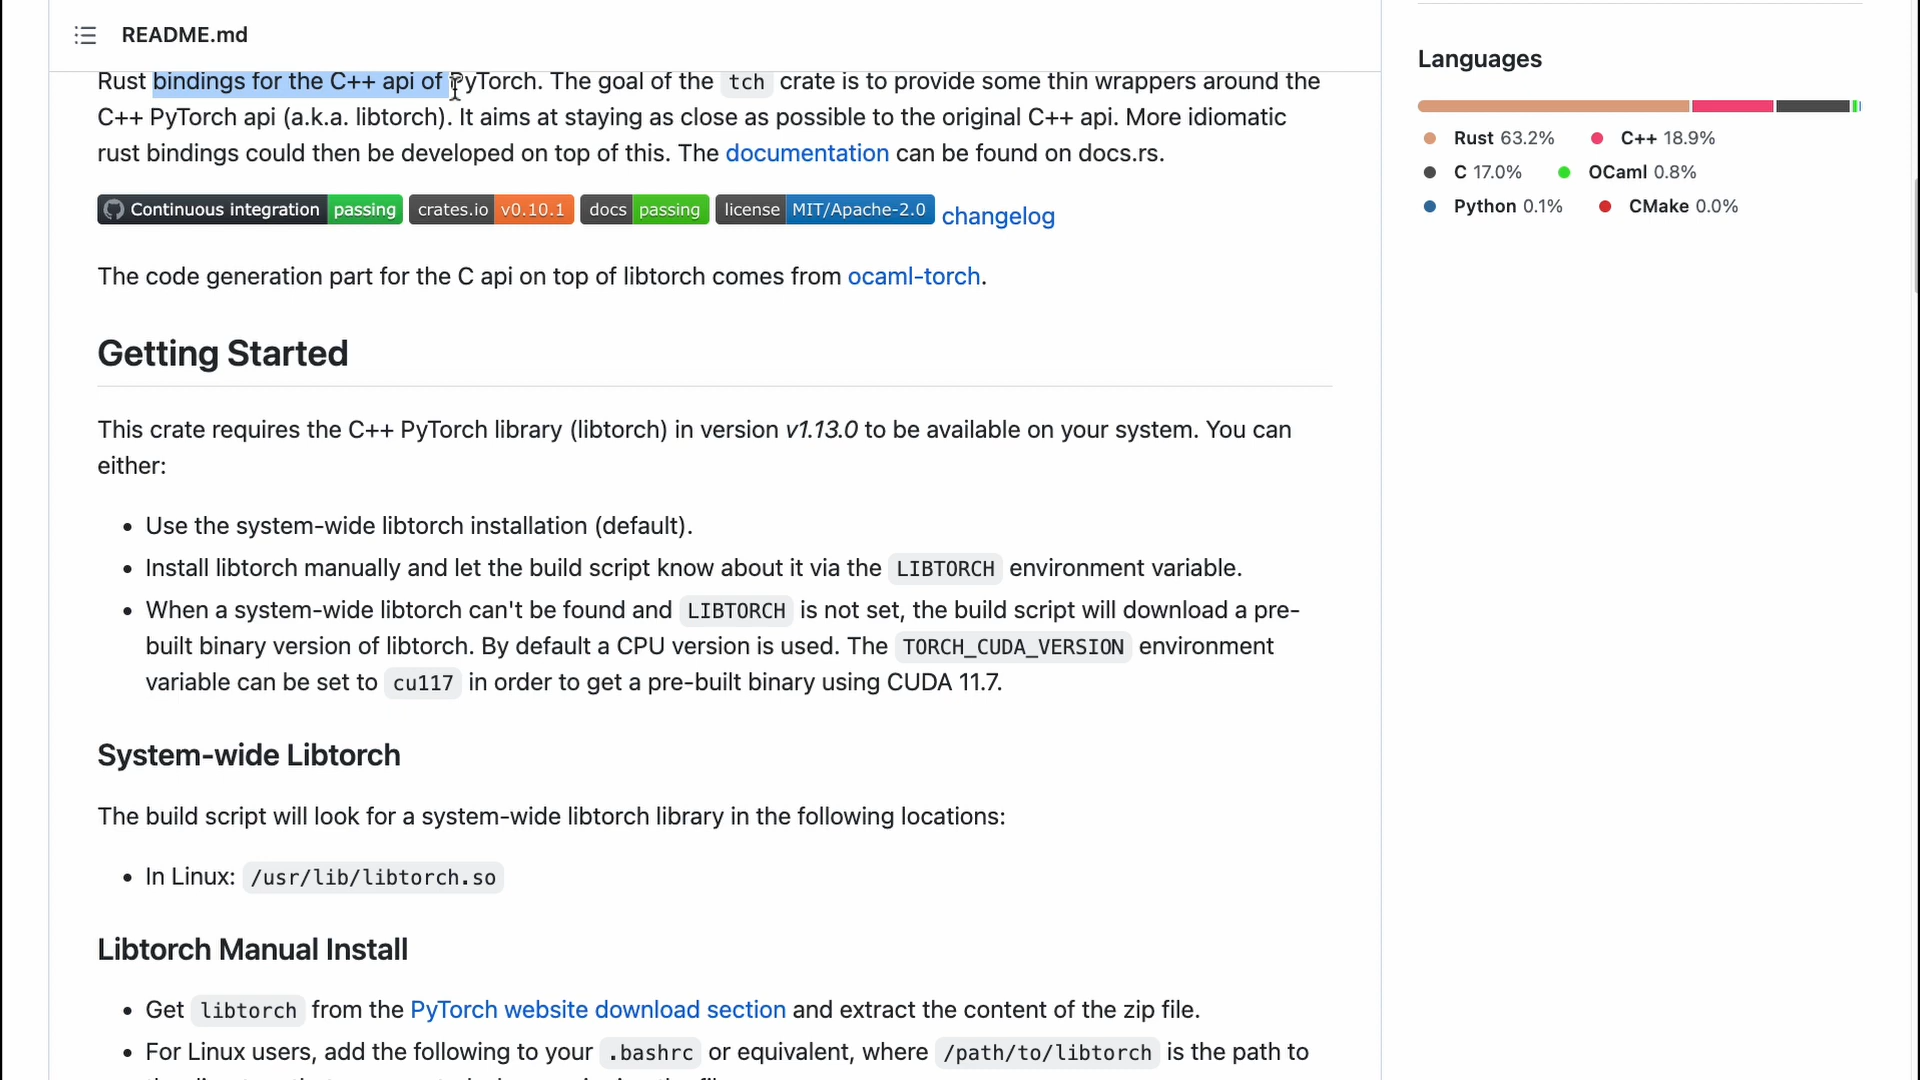 README.md
Rust bindings for the C++ api of PyTorch. The goal of the tch crate is to provide some thin wrappers around the
C++ PyTorch api (a.k.a. libtorch). It aims at staying as close as possible to the original C++ api. More idiomatic
rust bindings could then be developed on top of this. The documentation can be found on docs.rs.
Continuous integration passing crates.io v0.10.1 docs passing license MIT/Apache-2.0 changelog
The code generation part for the C api on top of libtorch comes from ocaml-torch.
Getting Started
This crate requires the C++ PyTorch library (libtorch) in version v1.13.0 to be available on your system. You can
either:
• Use the system-wide libtorch installation (default).
• Install libtorch manually and let the build script know about it via the LIBTORCH environment variable.
• When a system-wide libtorch can't be found and LIBTORCH is not set, the build script will download a pre-
built binary version of libtorch. By default a CPU version is used. The TORCH_CUDA_VERSION environment
variable can be set to cu117 in order to get a pre-built binary using CUDA 11.7.
System-wide Libtorch
The build script will look for a system-wide libtorch library in the following locations:
• In Linux: /usr/lib/libtorch.so
Libtorch Manual Install
• Get libtorch from the PyTorch website download section and extract the content of the zip file.
• For Linux users, add the following to your .bashrc or equivalent, where /path/to/libtorch is the path to
Languages
Rust 63.2% C++ 18.9%
C 17.0% OCaml 0.8%
Python 0.1% CMake 0.0%